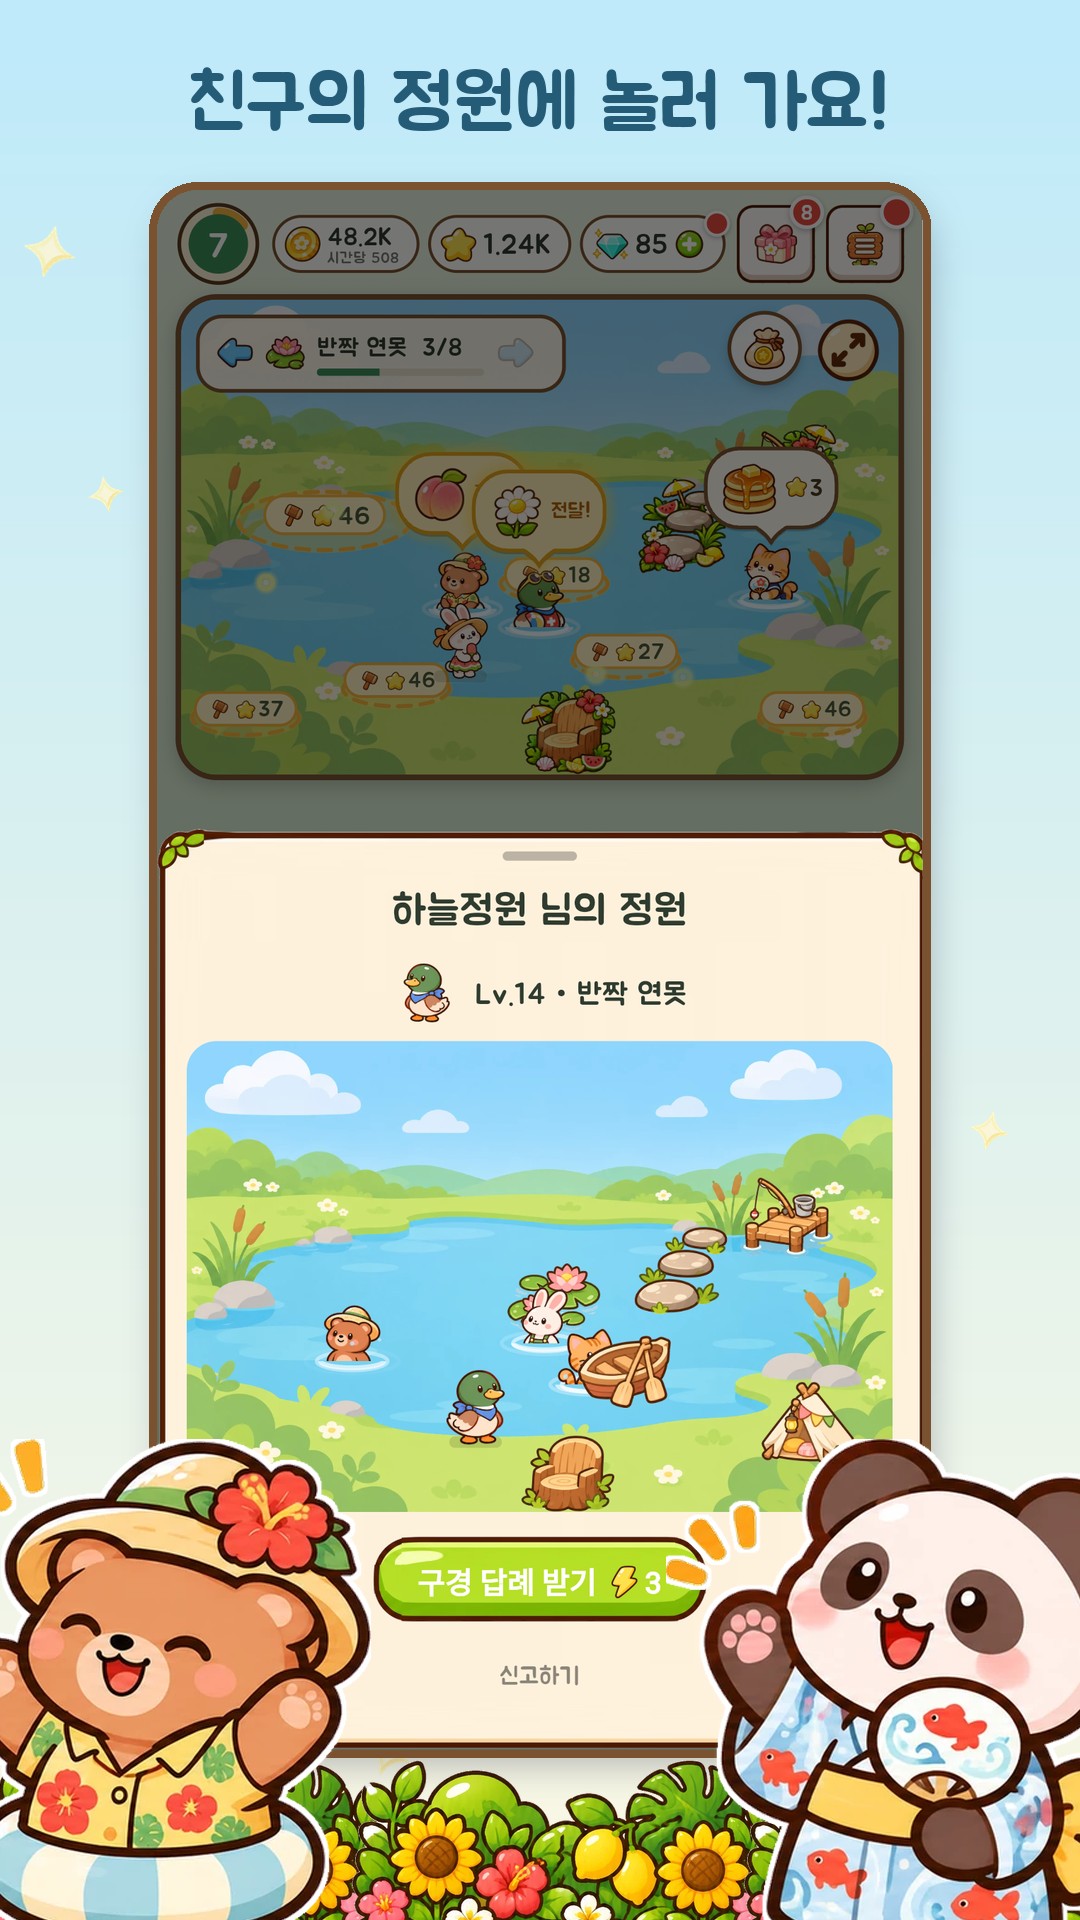 친구의 정원에 놀러 가요!
7
48.2K
시간당 508
1.24K
85
8
반짝 연못 3/8
46
전달!
3
18
27
46
37
46
하늘정원 님의 정원
Lv.14 • 반짝 연못
구경 답례 받기 3
신고하기